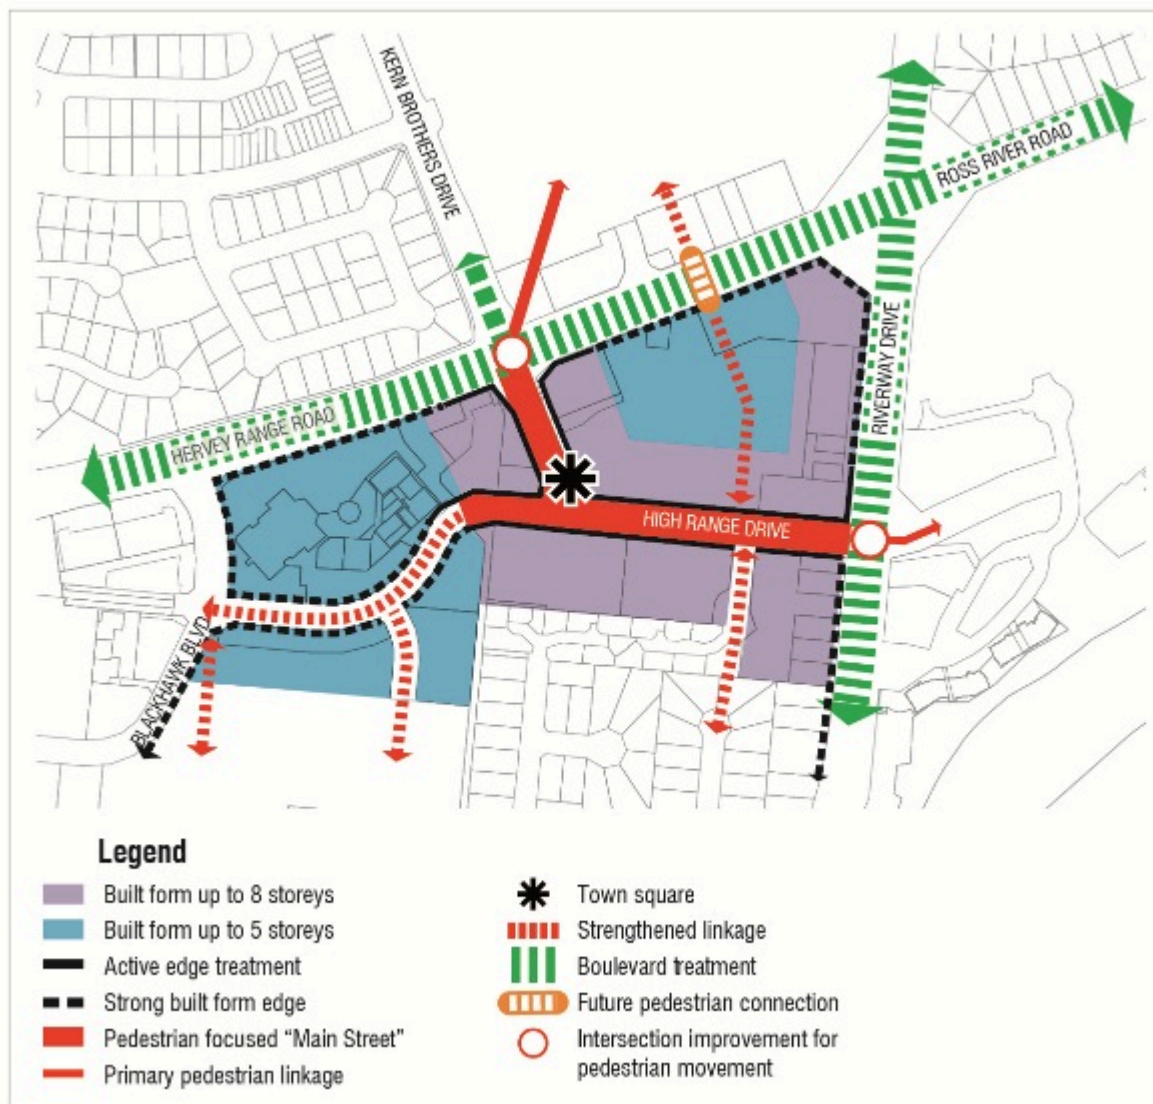 KERN BROTHERS DRIVE
ROSS RIVER ROAD
RIVERWAY DRIVE
HERVEY RANGE ROAD
HIGH RANGE DRIVE
BLACKHAWK BLVD
Legend
Built form up to 8 storeys
Built form up to 5 storeys
Active edge treatment
Strong built form edge
Pedestrian focused “Main Street”
Primary pedestrian linkage
Town square
Strengthened linkage
Boulevard treatment
Future pedestrian connection
Intersection improvement for
pedestrian movement